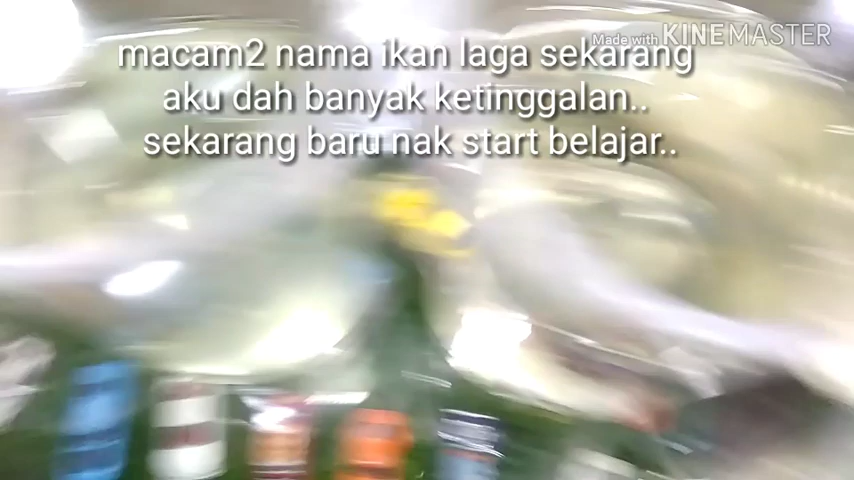 macam2 nama ikan laga sekarang
Made with KINEMASTER
aku dah banyak ketinggalan..
sekarang baru nak start belajar..